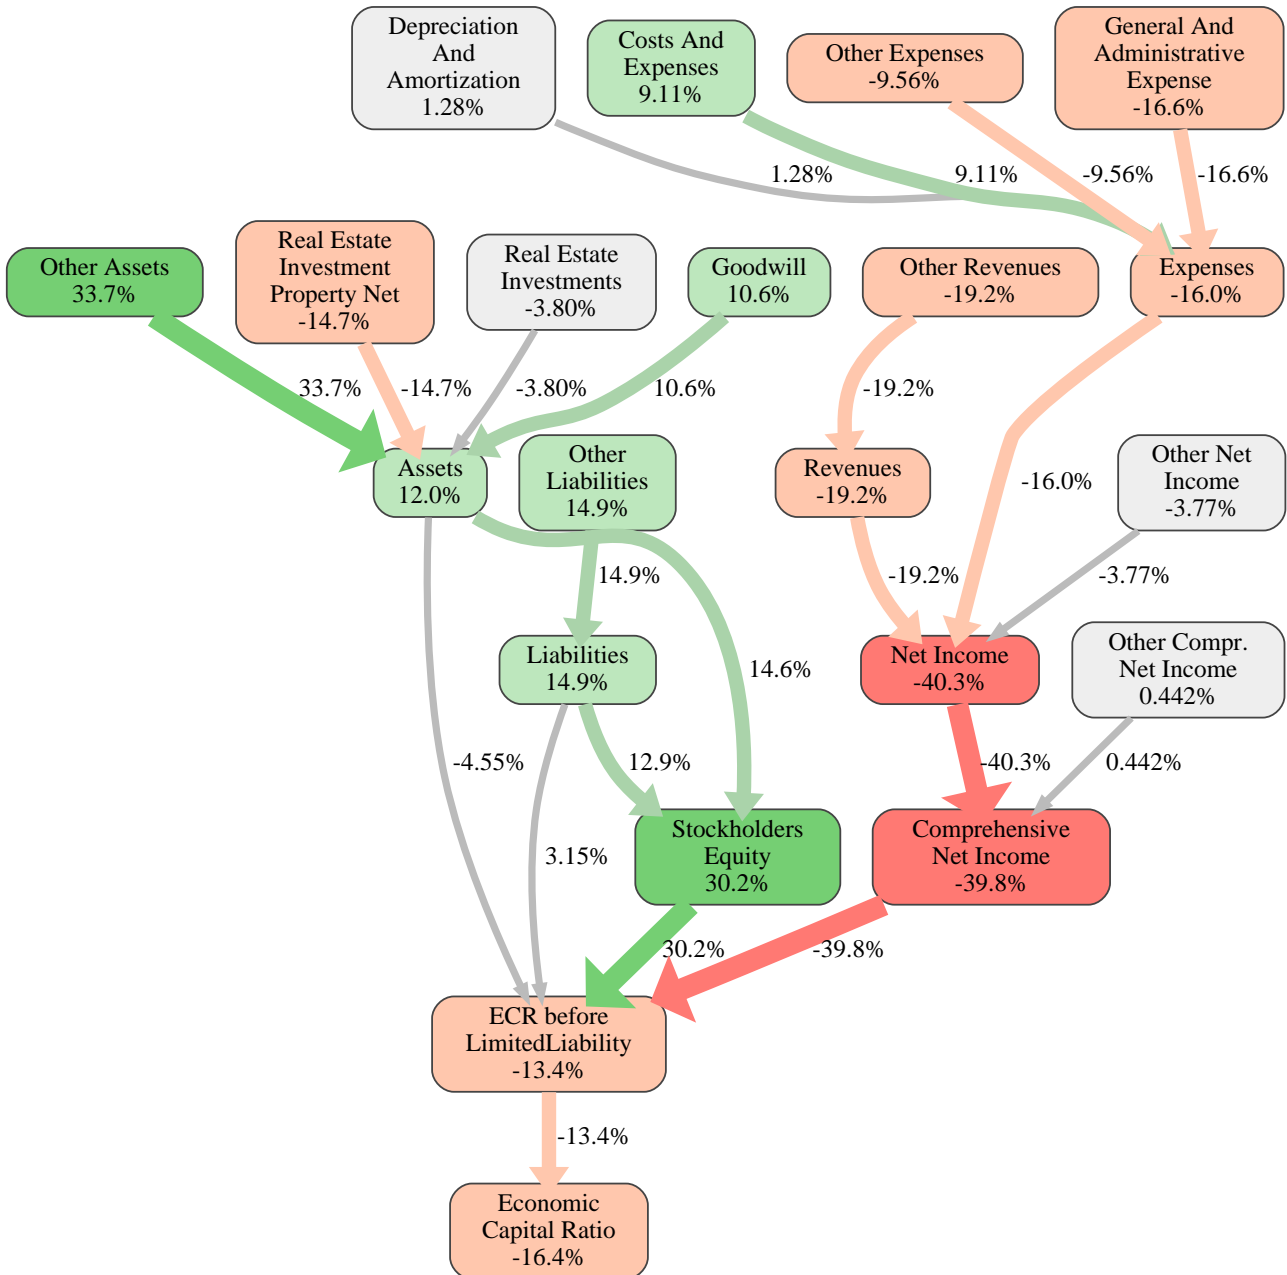 Depreciation
And
Amortization
1.28%
Costs And
Expenses
9.11%
Other Expenses
-9.56%
General And
Administrative
Expense
-16.6%
1.28%
9.11%
-9.56%
-16.6%
Other Assets
33.7%
Real Estate
Investment
Property Net
-14.7%
Real Estate
Investments
-3.80%
Goodwill
10.6%
Other Revenues
-19.2%
Expenses
-16.0%
33.7%
-14.7%
-3.80%
10.6%
-19.2%
-16.0%
Assets
12.0%
Other
Liabilities
14.9%
Revenues
-19.2%
Other Net
Income
-3.77%
14.9%
-19.2%
-3.77%
Liabilities
14.9%
14.6%
Net Income
-40.3%
Other Compr.
Net Income
0.442%
-4.55%
12.9%
-40.3%
0.442%
3.15%
Stockholders
Equity
30.2%
Comprehensive
Net Income
-39.8%
30.2%
-39.8%
ECR before
LimitedLiability
-13.4%
-13.4%
Economic
Capital Ratio
-16.4%